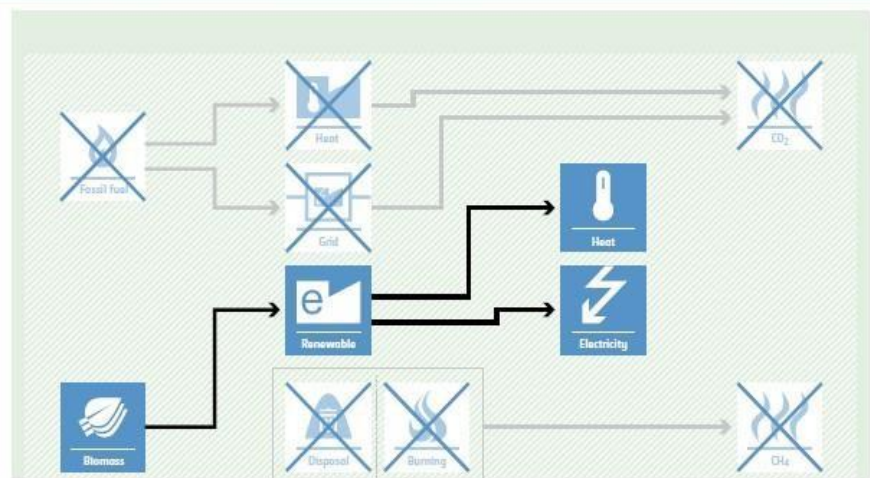 Heat
CO2
Fossil fuel
Grid
Heat
e
Renewable
Electricity
Biomass
Disposal
Burning
CH4